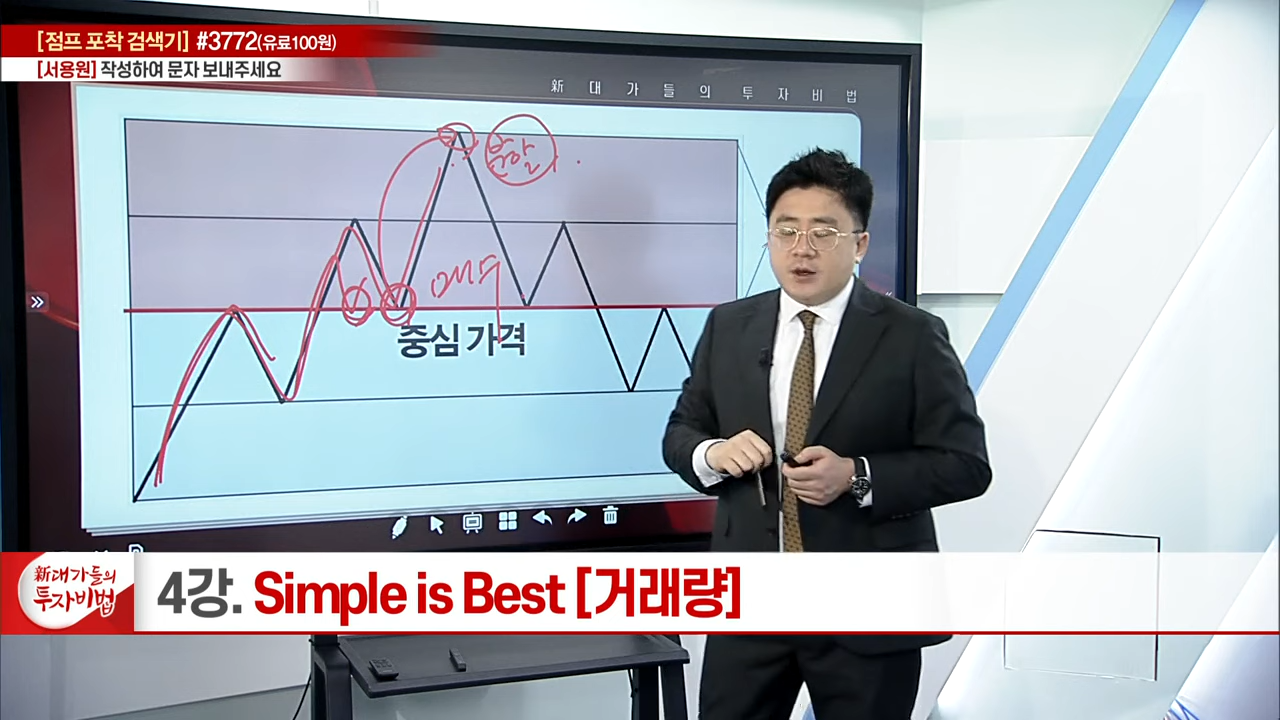 [점프 포착 검색기] #3772(유료100원)
[서용원] 작성하여 문자 보내주세요
新 대 가 들 의 투 자 비 법
매수
중심 가격
新대가들의
투자비법
4강. Simple is Best [거래량]